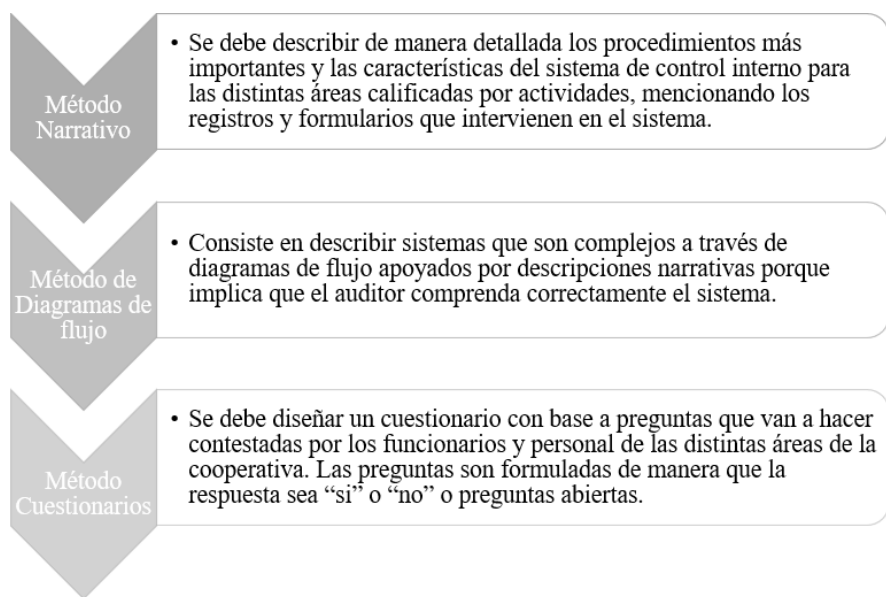 Método
Narrativo
• Se debe describir de manera detallada los procedimientos más
importantes y las características del sistema de control interno para
las distintas áreas calificadas por actividades, mencionando los
registros y formularios que intervienen en el sistema.
Método de
Diagramas de
flujo
• Consiste en describir sistemas que son complejos a través de
diagramas de flujo apoyados por descripciones narrativas porque
implica que el auditor comprenda correctamente el sistema.
Método
Cuestionarios
• Se debe diseñar un cuestionario con base a preguntas que van a hacer
contestadas por los funcionarios y personal de las distintas áreas de la
cooperativa. Las preguntas son formuladas de manera que la
respuesta sea “si” o “no” o preguntas abiertas.